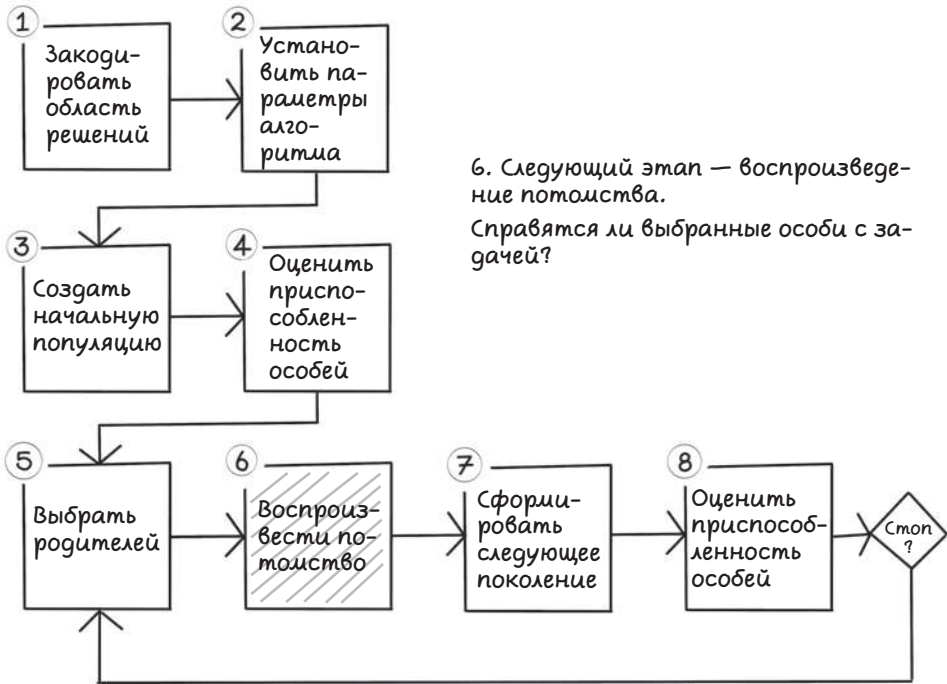 1
Закоди-
ровать
область
решений
2
Устано-
вить па-
раметры
алго-
ритма
6. Следующий этап — воспроизведе-
ние потомства.
Справятся ли выбранные особи с за-
дачей?
3
Создать
начальную
популяцию
4
Оценить
приспо-
соблен-
ность
особей
5
Выбрать
родителей
6
Воспроиз-
вести по-
томство
7
Сформи-
ровать
следующее
поколение
8
Оценить
приспособ-
ленность
особей
Стоп
?